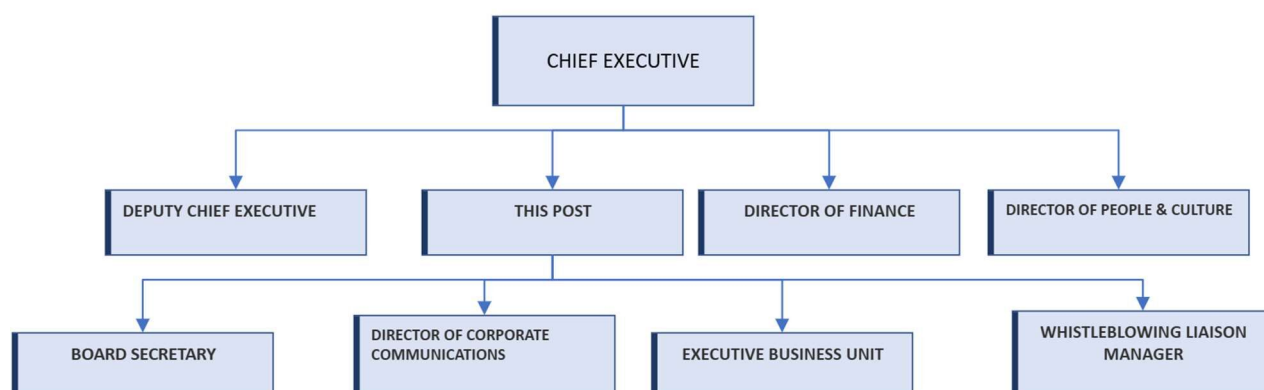 CHIEF EXECUTIVE
DEPUTY CHIEF EXECUTIVE
THIS POST
DIRECTOR OF FINANCE
DIRECTOR OF PEOPLE & CULTURE
BOARD SECRETARY
DIRECTOR OF CORPORATE
COMMUNICATIONS
EXECUTIVE BUSINESS UNIT
WHISTLEBLOWING LIAISON
MANAGER